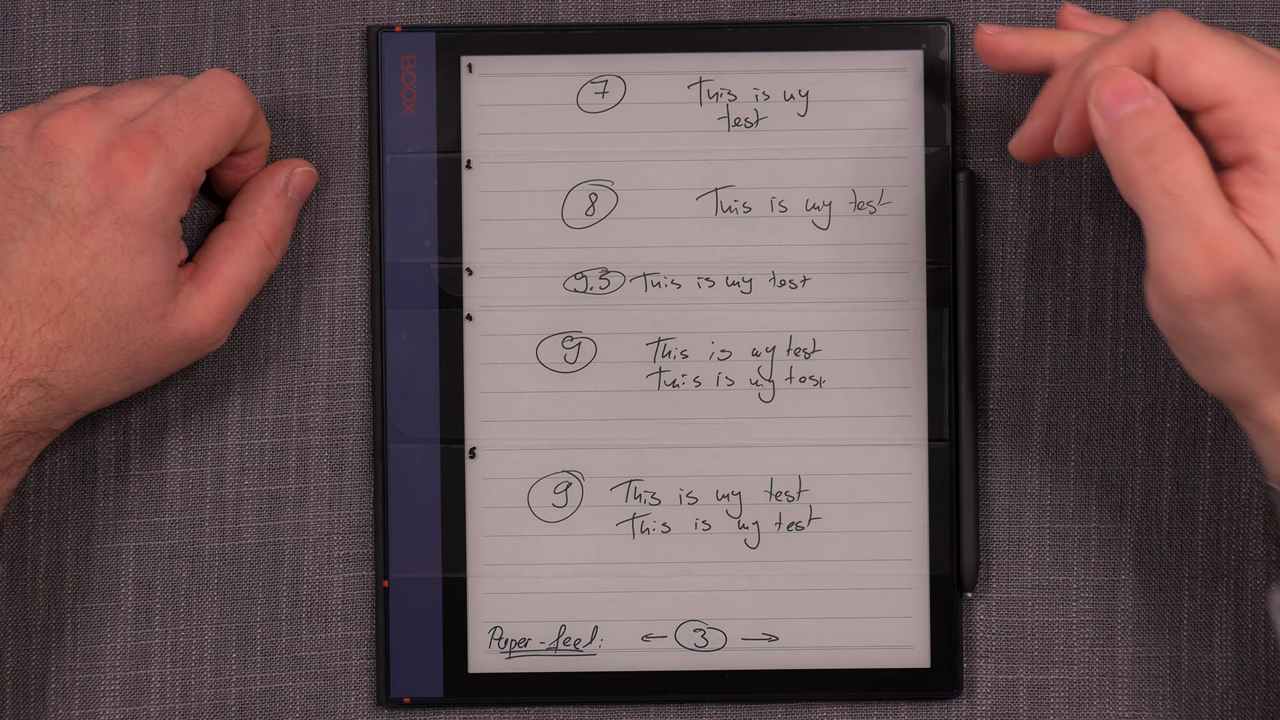 BOOX
1
7 This is my
test
2
8 This is my test
3
9.5 This is my test
4
9 This is my test
This is my test
5
9 This is my test
This is my test
Paper-feel: ← 3 →